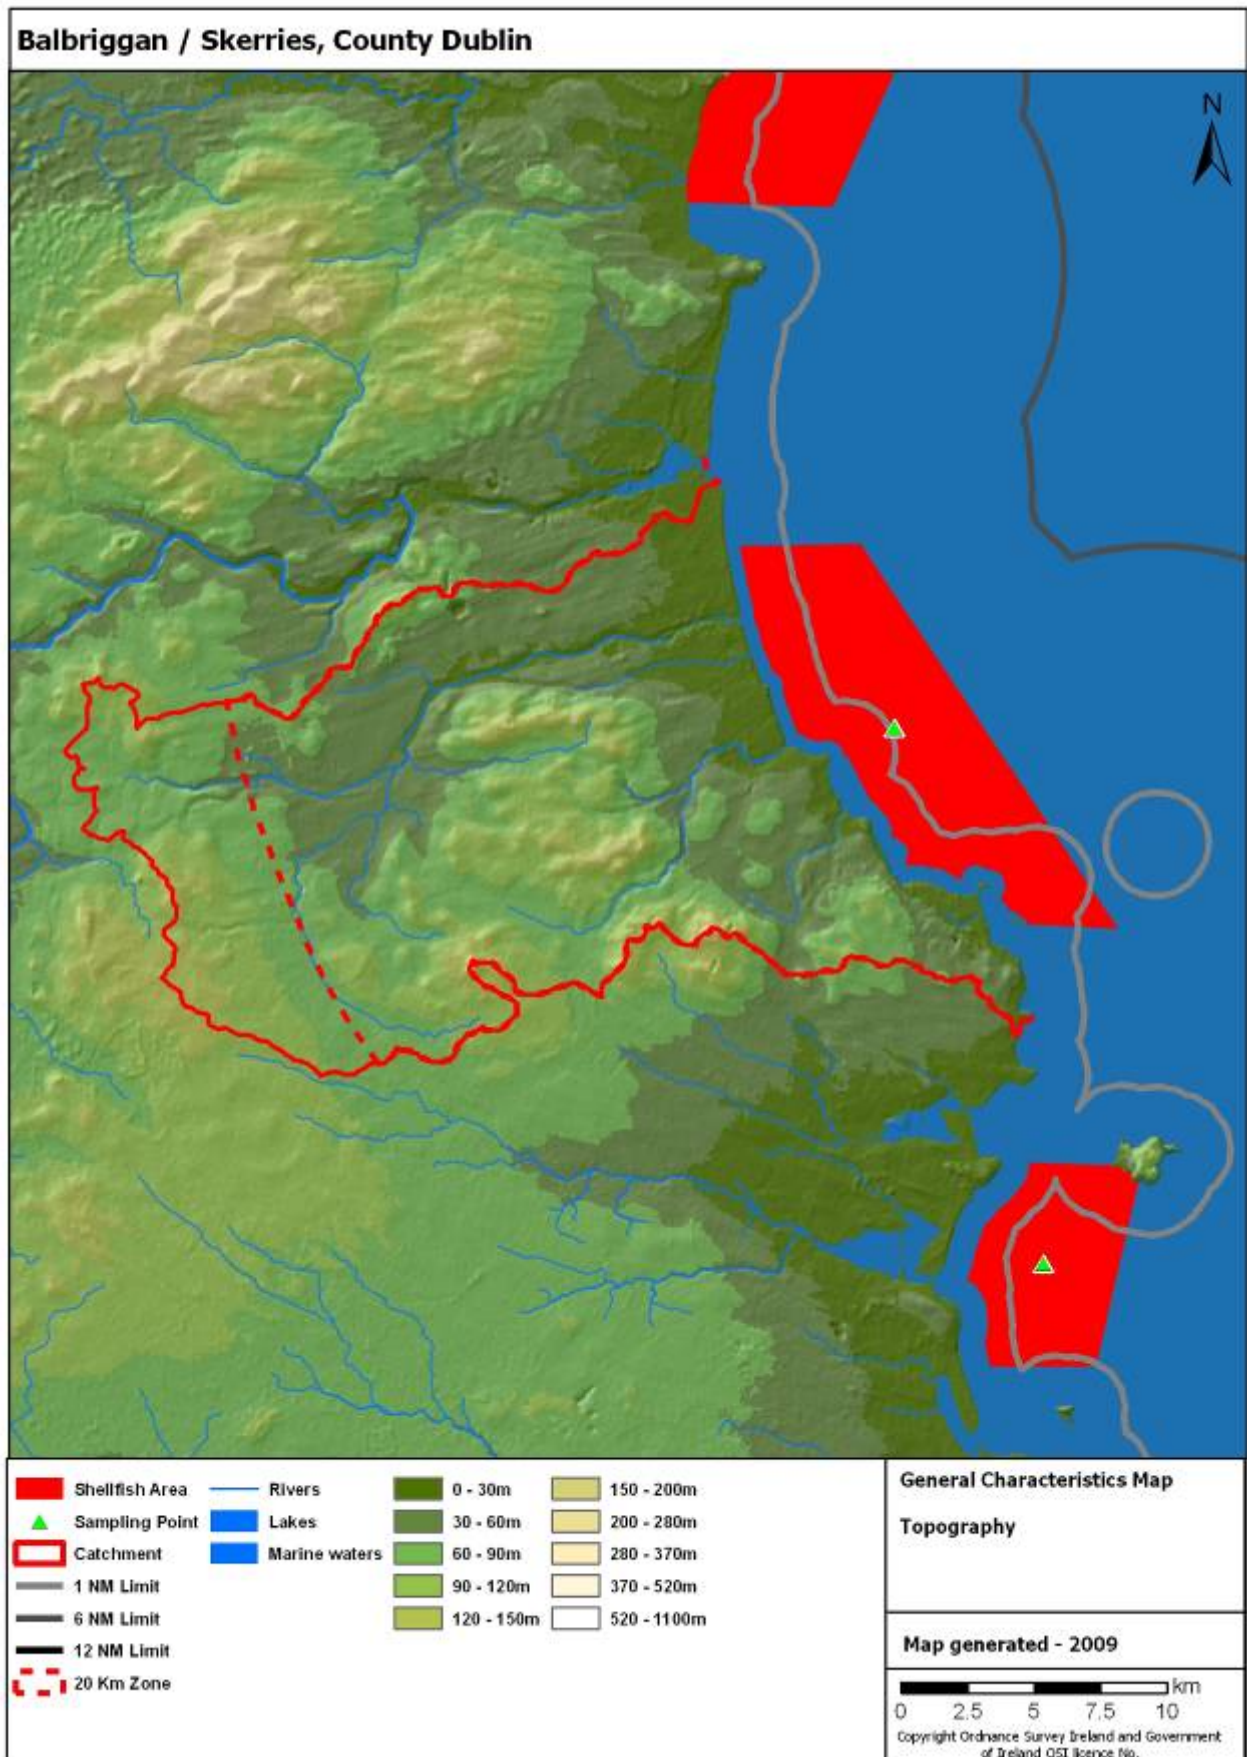 Balbriggan / Skerries, County Dublin
N
Shellfish Area
Sampling Point
Catchment
1 NM Limit
6 NM Limit
12 NM Limit
20 Km Zone
Rivers
Lakes
Marine waters
0 - 30m
30 - 60m
60 - 90m
90 - 120m
120 - 150m
150 - 200m
200 - 280m
280 - 370m
370 - 520m
520 - 1100m
General Characteristics Map
Topography
Map generated - 2009
km
0 2.5 5 7.5 10
Copyright Ordnance Survey Ireland and Government
of Ireland OSI licence No.